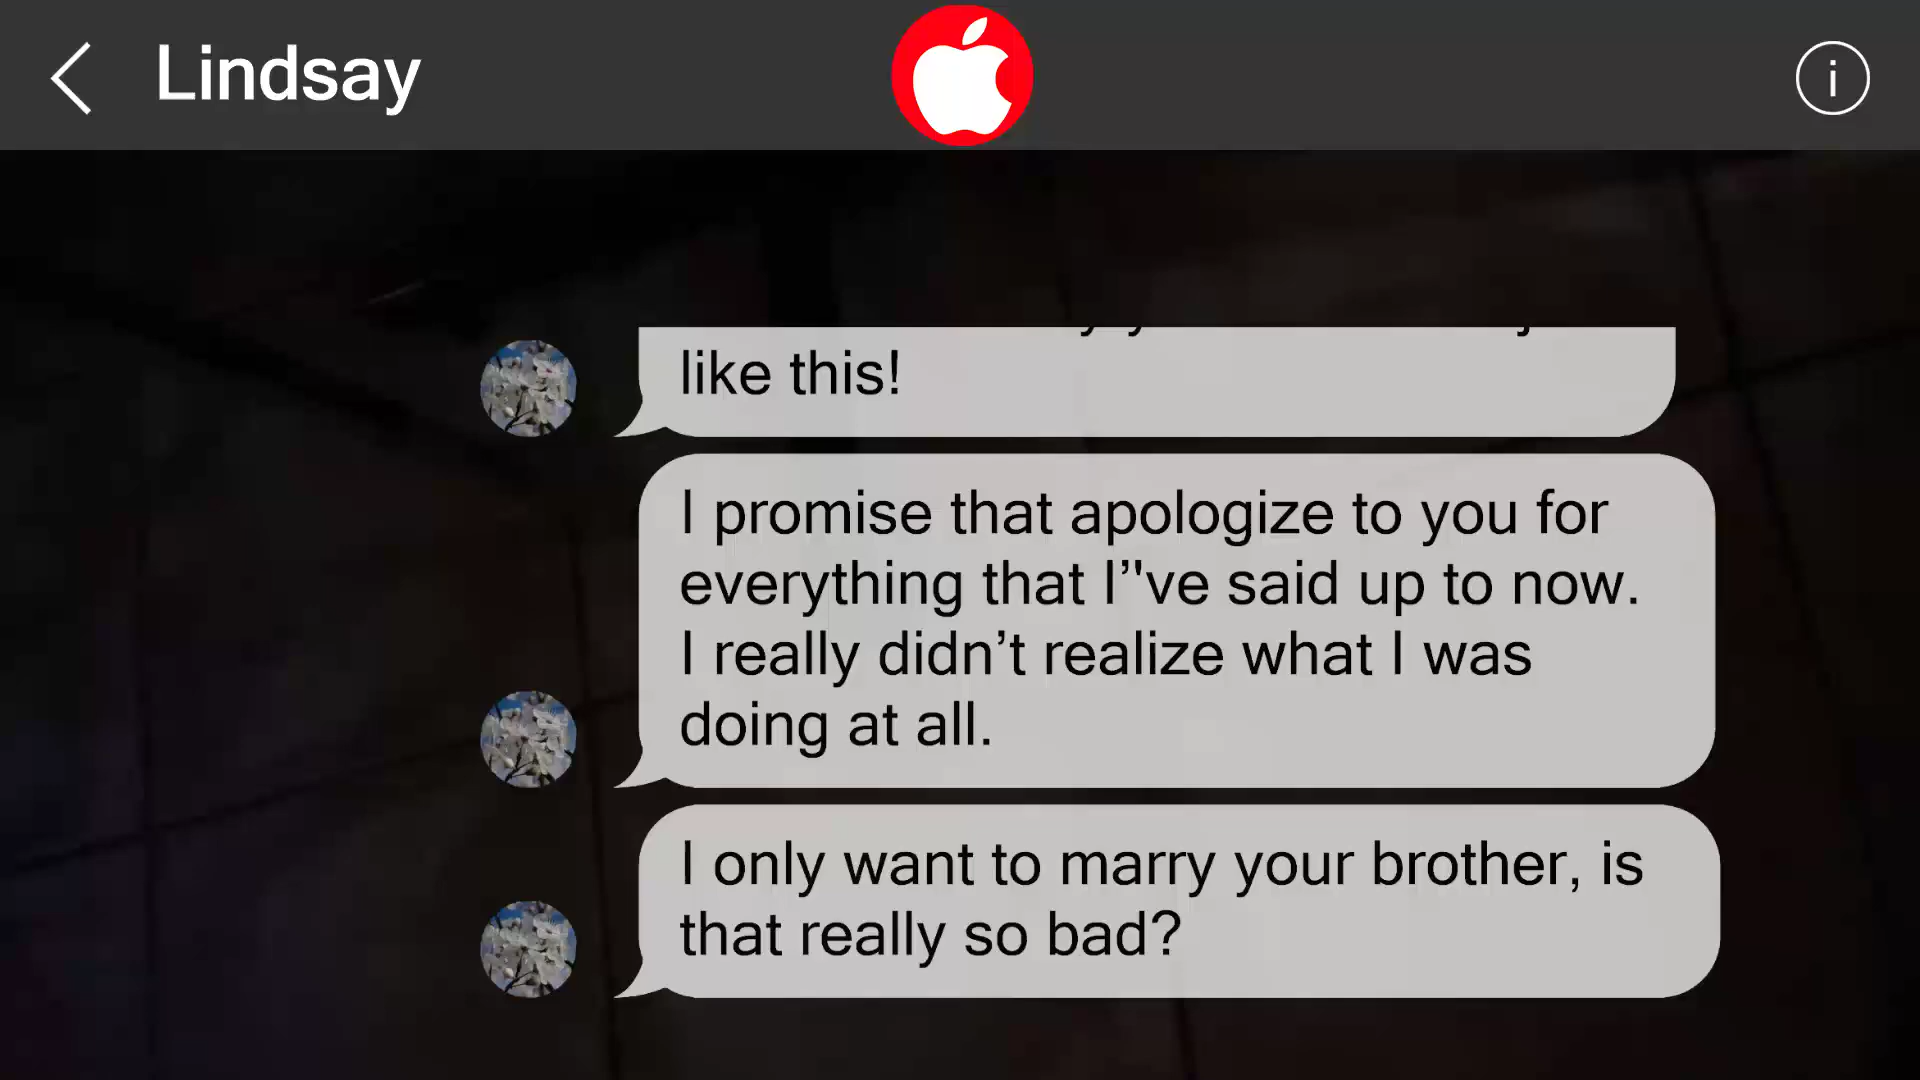 Lindsay
i
like this!
I promise that apologize to you for
everything that I’'ve said up to now.
I really didn’t realize what I was
doing at all.
I only want to marry your brother, is
that really so bad?